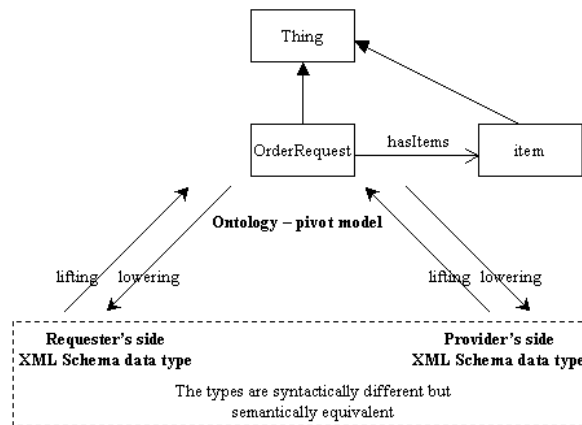 Thing
hasItems
OrderRequest
item
Ontology – pivot model
lifting
lowering
lifting
lowering
Requester's side
XML Schema data type
Provider's side
XML Schema data type
The types are syntactically different but
semantically equivalent